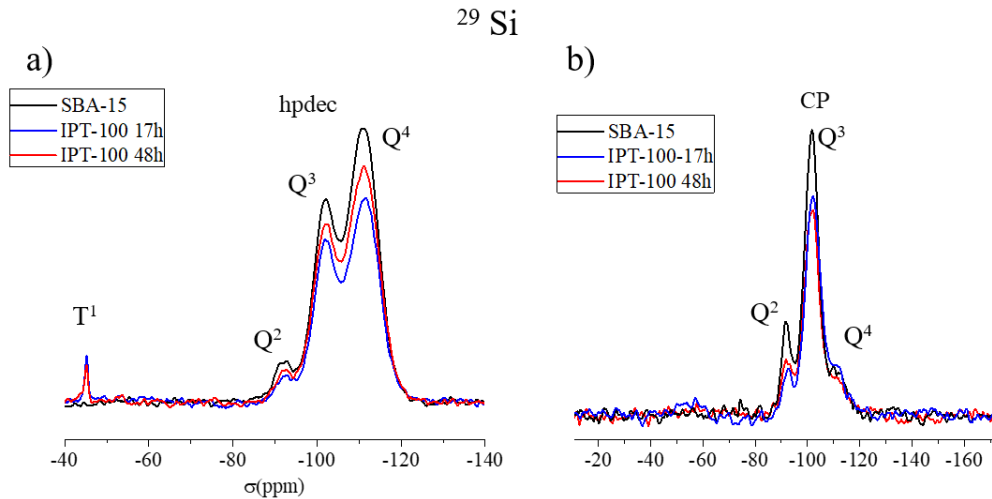 ²⁹ Si
a)
SBA-15
IPT-100 17h
IPT-100 48h
hpdec
Q⁴
Q³
Q²
T¹
-40
-60
-80
-100
-120
-140
σ(ppm)
b)
SBA-15
IPT-100-17h
IPT-100 48h
CP
Q³
Q²
Q⁴
-20
-40
-60
-80
-100
-120
-140
-160